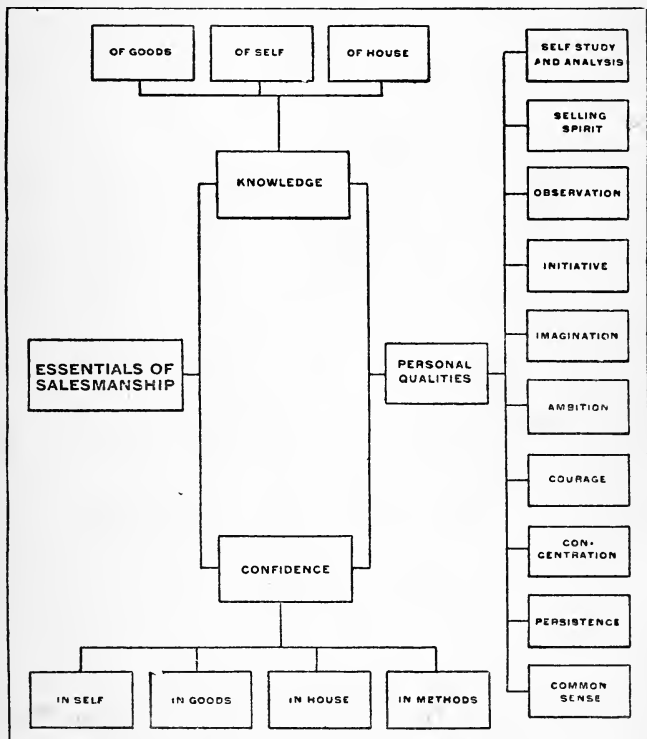 OF GOODS
OF SELF
OF HOUSE
KNOWLEDGE
ESSENTIALS OF
SALESMANSHIP
PERSONAL
QUALITIES
CONFIDENCE
IN SELF
IN GOODS
IN HOUSE
IN METHODS
SELF STUDY
AND ANALYSIS
SELLING
SPIRIT
OBSERVATION
INITIATIVE
IMAGINATION
AMBITION
COURAGE
CON-
CENTRATION
PERSISTENCE
COMMON
SENSE